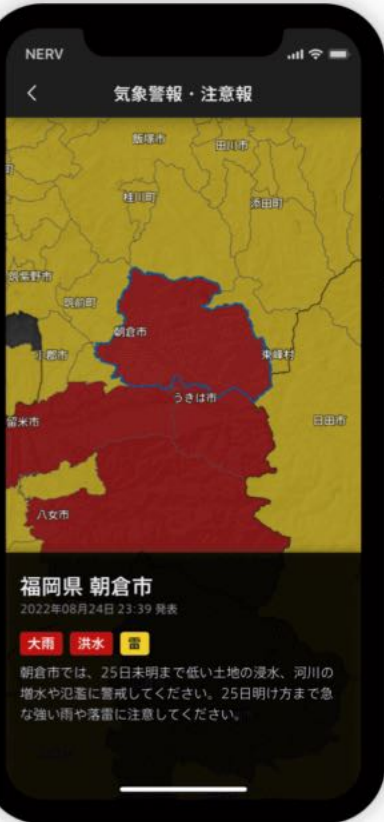 NERV
気象警報・注意報
飯塚市
田川市
桂川町
添田町
筑紫野市
筑前町
朝倉市
小郡市
東峰村
うきは市
留米市
日田市
八女市
福岡県 朝倉市
2022年08月24日 23:39 発表
大雨 洪水 雷
朝倉市では、25日未明まで低い土地の浸水、河川の
増水や氾濫に警戒してください。25日明け方まで急
な強い雨や落雷に注意してください。